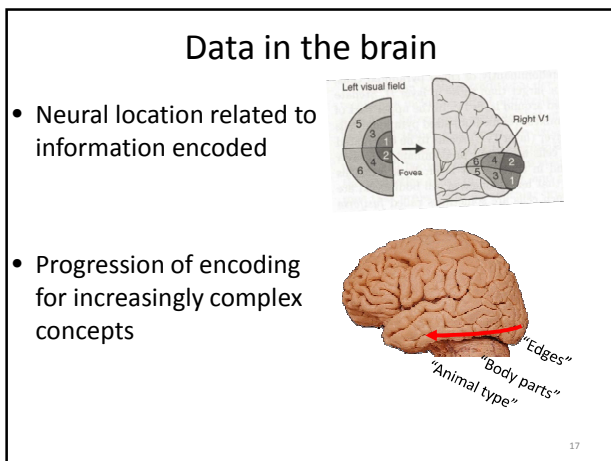 Data in the brain
• Neural location related to
information encoded
Left visual field
5
3
1
2
4
6
Fovea
Right V1
6 4 2
5 3 1
• Progression of encoding
for increasingly complex
concepts
"Edges"
"Body parts"
"Animal type"
17